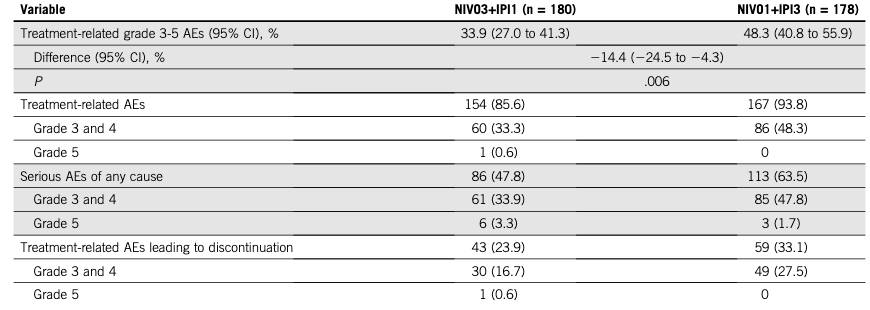 Variable NIV03+IPI1 (n = 180) NIV01+IPI3 (n = 178)
Treatment-related grade 3-5 AEs (95% CI), % 33.9 (27.0 to 41.3) 48.3 (40.8 to 55.9)
Difference (95% CI), % −14.4 (−24.5 to −4.3)
P .006
Treatment-related AEs 154 (85.6) 167 (93.8)
Grade 3 and 4 60 (33.3) 86 (48.3)
Grade 5 1 (0.6) 0
Serious AEs of any cause 86 (47.8) 113 (63.5)
Grade 3 and 4 61 (33.9) 85 (47.8)
Grade 5 6 (3.3) 3 (1.7)
Treatment-related AEs leading to discontinuation 43 (23.9) 59 (33.1)
Grade 3 and 4 30 (16.7) 49 (27.5)
Grade 5 1 (0.6) 0